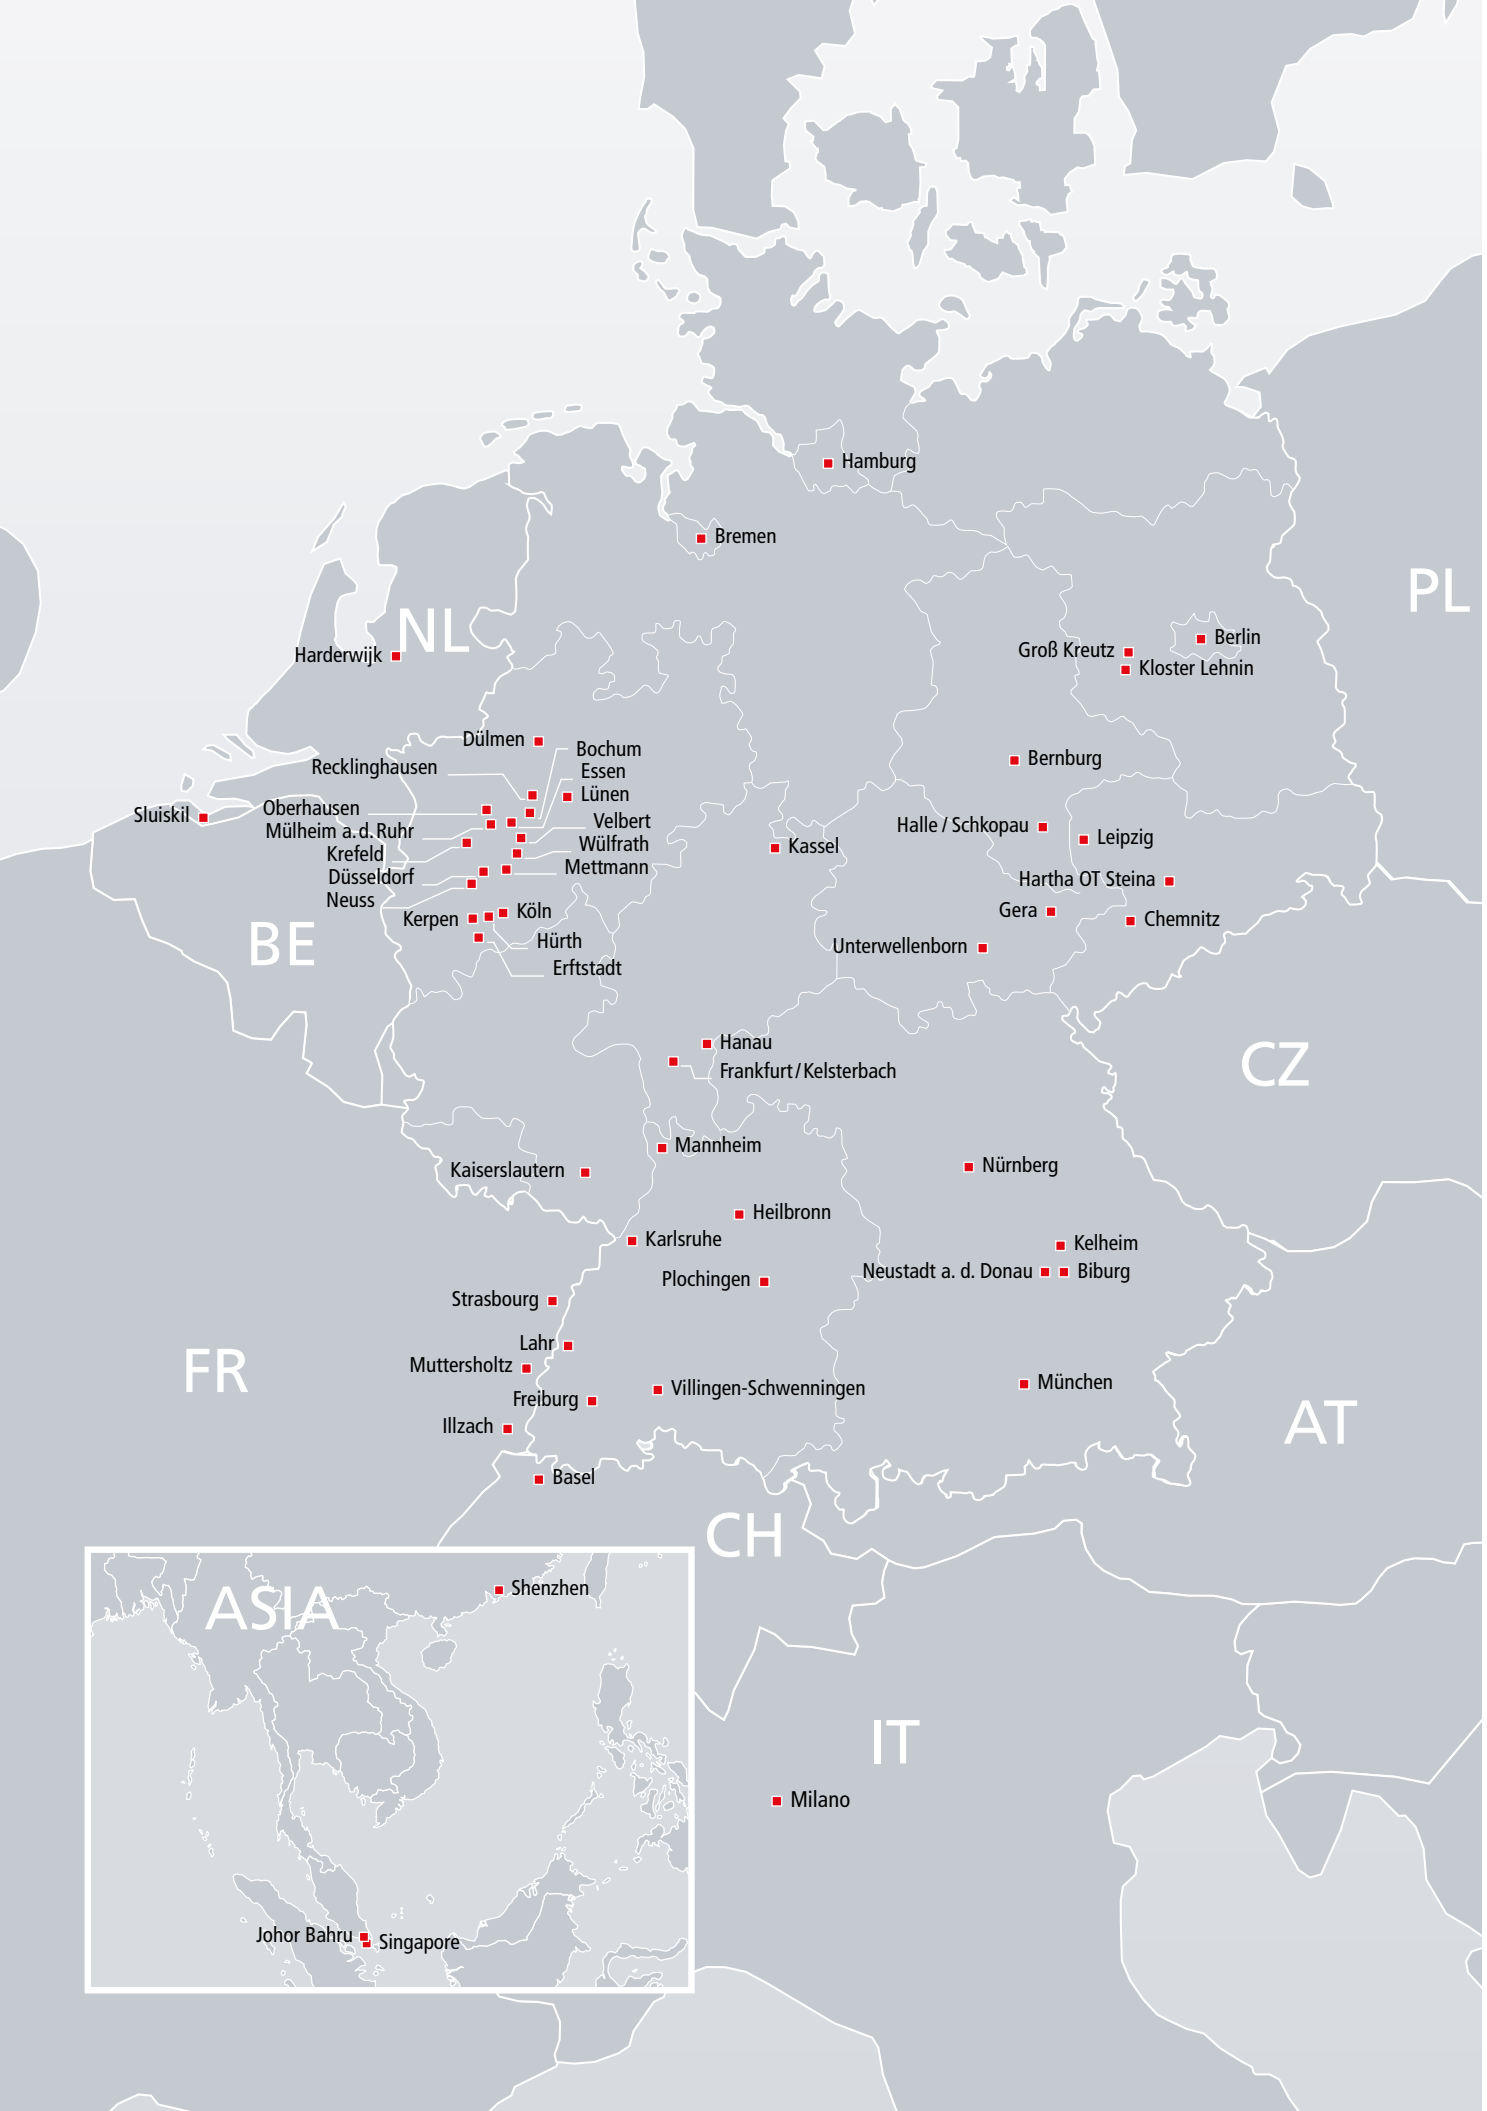 Hamburg
Bremen
PL
NL
Berlin
Harderwijk
Groß Kreutz
Kloster Lehnin
Dülmen
Bochum
Recklinghausen
Essen
Bernburg
Lünen
Oberhausen
Sluiskil
Velbert
Mülheim a.d. Ruhr
Halle / Schkopau
Leipzig
Wülfrath
Kassel
Krefeld
Mettmann
Düsseldorf
Hartha OT Steina
Neuss
Köln
Gera
Kerpen
Chemnitz
BE
Hürth
Unterwellenborn
Erftstadt
Hanau
CZ
Frankfurt / Kelsterbach
Mannheim
Nürnberg
Kaiserslautern
Heilbronn
Karlsruhe
Kelheim
Neustadt a. d. Donau
Biburg
Plochingen
Strasbourg
Lahr
FR
Muttersholtz
München
Villingen-Schwenningen
Freiburg
AT
Illzach
Basel
CH
Shenzhen
ASIA
IT
Milano
Johor Bahru
Singapore